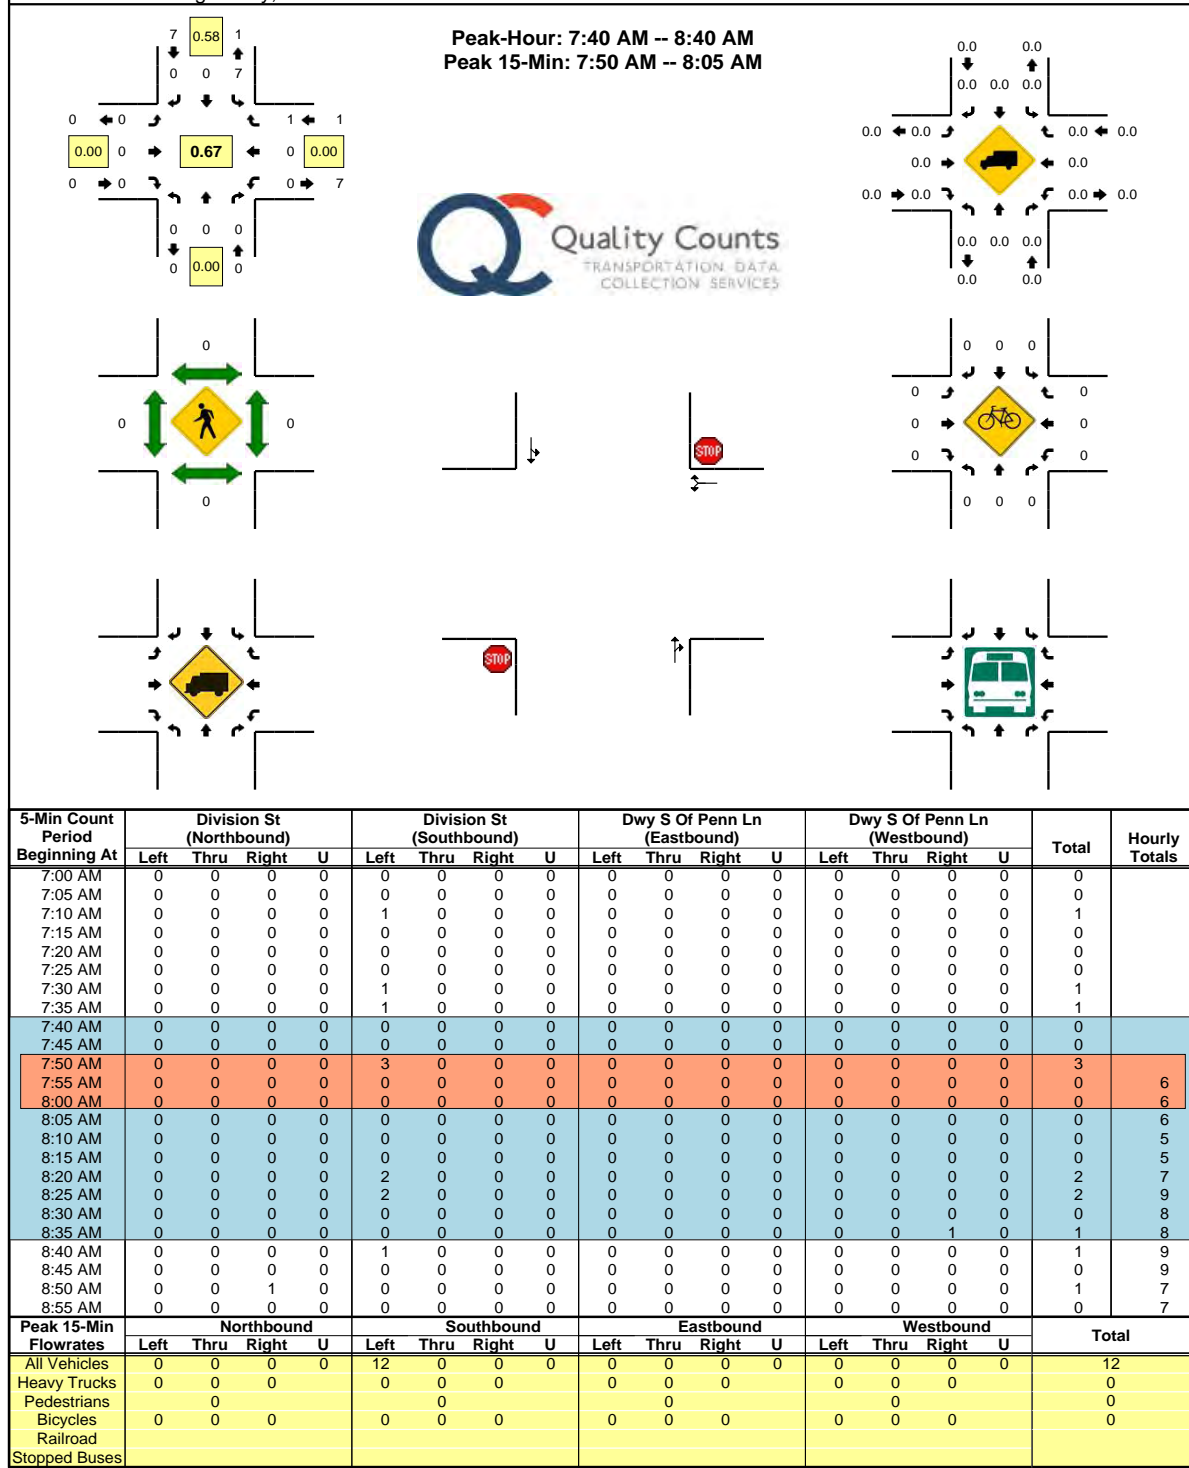 Peak-Hour: 7:40 AM -- 8:40 AM
Peak 15-Min: 7:50 AM -- 8:05 AM
7 0.58 1
0 0 7
0 0 1 1
0.00 0 0.67 0 0.00
0 0 0 7
0 0 0
0 0.00 0
0.0 0.0
0.0 0.0 0.0
0.0 0.0 0.0 0.0
0.0 0.0
0.0 0.0 0.0 0.0
0.0 0.0 0.0
0.0 0.0
QC
Quality Counts
TRANSPORTATION DATA
COLLECTION SERVICES
0
0 0
0
STOP
0 0 0
0 0
0 0
0 0
0 0 0
STOP
5-Min Count Period Beginning At Division St (Northbound) Division St (Southbound) Dwy S Of Penn Ln (Eastbound) Dwy S Of Penn Ln (Westbound) Total Hourly Totals
Left Thru Right U Left Thru Right U Left Thru Right U Left Thru Right U
7:00 AM 0 0 0 0 0 0 0 0 0 0 0 0 0 0 0 0 0
7:05 AM 0 0 0 0 0 0 0 0 0 0 0 0 0 0 0 0 0
7:10 AM 0 0 0 0 1 0 0 0 0 0 0 0 0 0 0 0 1
7:15 AM 0 0 0 0 0 0 0 0 0 0 0 0 0 0 0 0 0
7:20 AM 0 0 0 0 0 0 0 0 0 0 0 0 0 0 0 0 0
7:25 AM 0 0 0 0 0 0 0 0 0 0 0 0 0 0 0 0 0
7:30 AM 0 0 0 0 1 0 0 0 0 0 0 0 0 0 0 0 1
7:35 AM 0 0 0 0 1 0 0 0 0 0 0 0 0 0 0 0 1
7:40 AM 0 0 0 0 0 0 0 0 0 0 0 0 0 0 0 0 0
7:45 AM 0 0 0 0 0 0 0 0 0 0 0 0 0 0 0 0 0
7:50 AM 0 0 0 0 3 0 0 0 0 0 0 0 0 0 0 0 3
7:55 AM 0 0 0 0 0 0 0 0 0 0 0 0 0 0 0 0 0 6
8:00 AM 0 0 0 0 0 0 0 0 0 0 0 0 0 0 0 0 0 6
8:05 AM 0 0 0 0 0 0 0 0 0 0 0 0 0 0 0 0 0 6
8:10 AM 0 0 0 0 0 0 0 0 0 0 0 0 0 0 0 0 0 5
8:15 AM 0 0 0 0 0 0 0 0 0 0 0 0 0 0 0 0 0 5
8:20 AM 0 0 0 0 2 0 0 0 0 0 0 0 0 0 0 0 2 7
8:25 AM 0 0 0 0 2 0 0 0 0 0 0 0 0 0 0 0 2 9
8:30 AM 0 0 0 0 0 0 0 0 0 0 0 0 0 0 0 0 0 8
8:35 AM 0 0 0 0 0 0 0 0 0 0 0 0 0 0 1 0 1 8
8:40 AM 0 0 0 0 1 0 0 0 0 0 0 0 0 0 0 0 1 9
8:45 AM 0 0 0 0 0 0 0 0 0 0 0 0 0 0 0 0 0 9
8:50 AM 0 0 1 0 0 0 0 0 0 0 0 0 0 0 0 0 1 7
8:55 AM 0 0 0 0 0 0 0 0 0 0 0 0 0 0 0 0 0 7
Peak 15-Min Flowrates Northbound Southbound Eastbound Westbound Total
Left Thru Right U Left Thru Right U Left Thru Right U Left Thru Right U
All Vehicles 0 0 0 0 12 0 0 0 0 0 0 0 0 0 0 0 12
Heavy Trucks 0 0 0 0 0 0 0 0 0 0 0 0 0
Pedestrians 0 0 0 0 0
Bicycles 0 0 0 0 0 0 0 0 0 0 0 0 0
Railroad
Stopped Buses